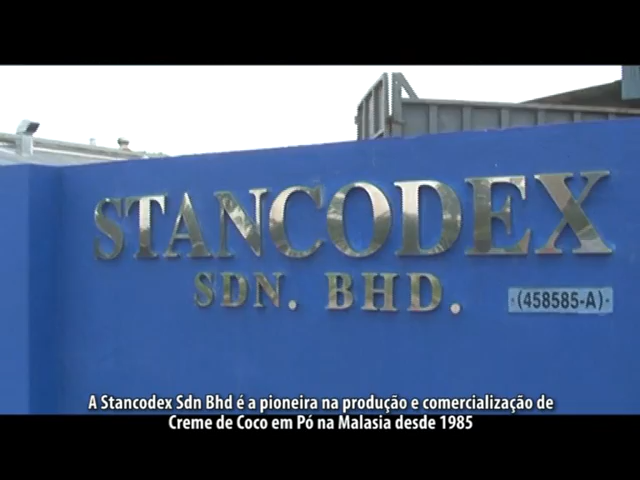 STANCODEX
SDN. BHD.
·(458585-A)·
A Stancodex Sdn Bhd é a pioneira na produção e comercialização de
Creme de Coco em Pó na Malasia desde 1985